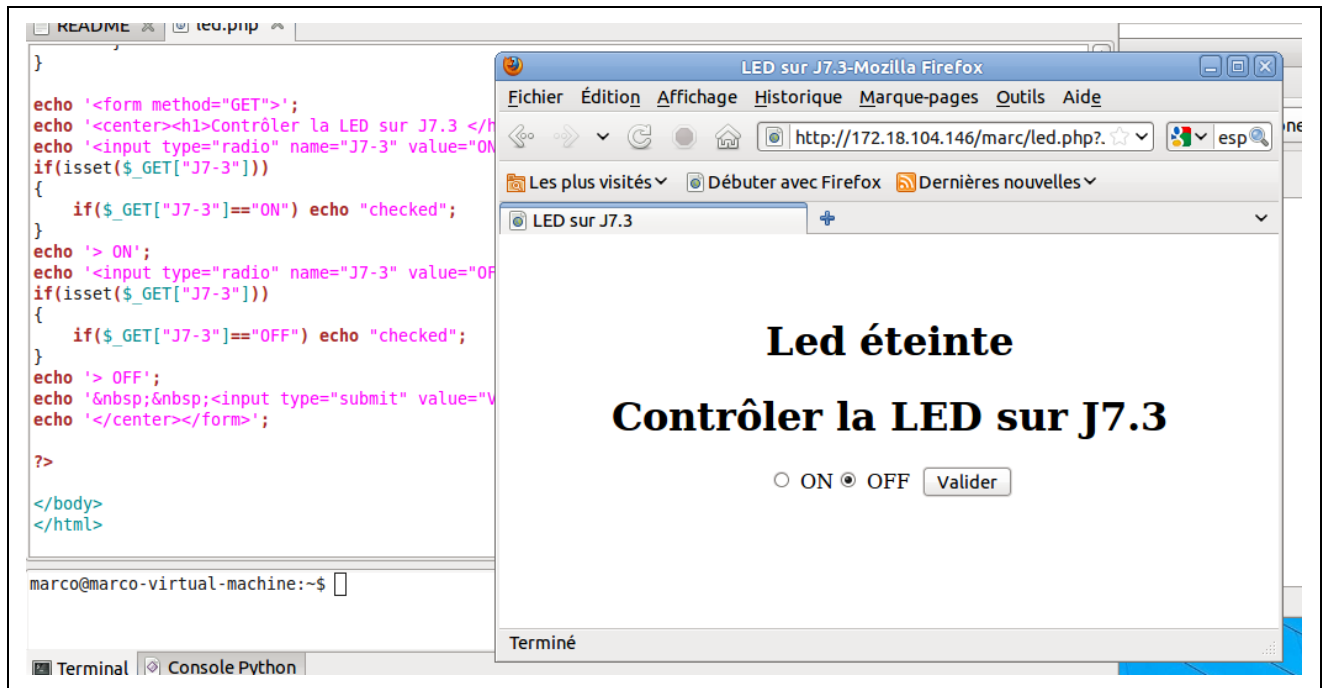 README led.php
}
}
echo '<form method="GET">';
echo '<center><h1>Contrôler la LED sur J7.3 </h
echo '<input type="radio" name="J7-3" value="ON
if(isset($_GET["J7-3"]))
{
if($_GET["J7-3"]=="ON") echo "checked";
}
echo '> ON';
echo '<input type="radio" name="J7-3" value="OF
if(isset($_GET["J7-3"]))
{
if($_GET["J7-3"]=="OFF") echo "checked";
}
echo '> OFF';
echo '&nbsp;&nbsp;<input type="submit" value="V
echo '</center></form>';
?>
</body>
</html>
marco@marco-virtual-machine:~$
Terminal Console Python
LED sur J7.3-Mozilla Firefox
Fichier Édition Affichage Historique Marque-pages Outils Aide
http://172.18.104.146/marc/led.php?. esp
Les plus visités Débuter avec Firefox Dernières nouvelles
LED sur J7.3
Led éteinte
Contrôler la LED sur J7.3
ON OFF Valider
Terminé